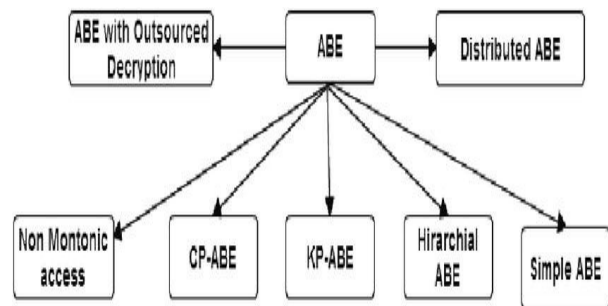 ABE with Outsourced
Decryption
ABE
Distributed ABE
Non Montonic
access
CP-ABE
KP-ABE
Hirarchial
ABE
Simple ABE